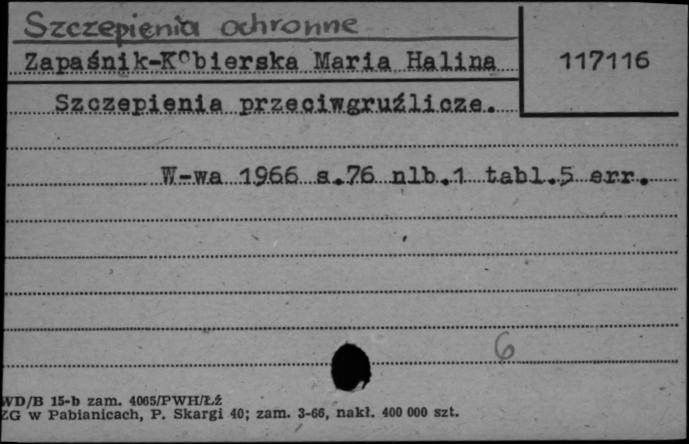 Szczepienia ochronne
Zapaśnik-Kobierska Maria Halina
117116
Szczepienia przeciwgruźlicze.
W-wa 1966 s.76 nlb.1 tabl.5 err.
6
WD/B 15-b zam. 4065/PWH/Łź
ZG w Pabianicach, P. Skargi 40; zam. 3-66, nakł. 400 000 szt.